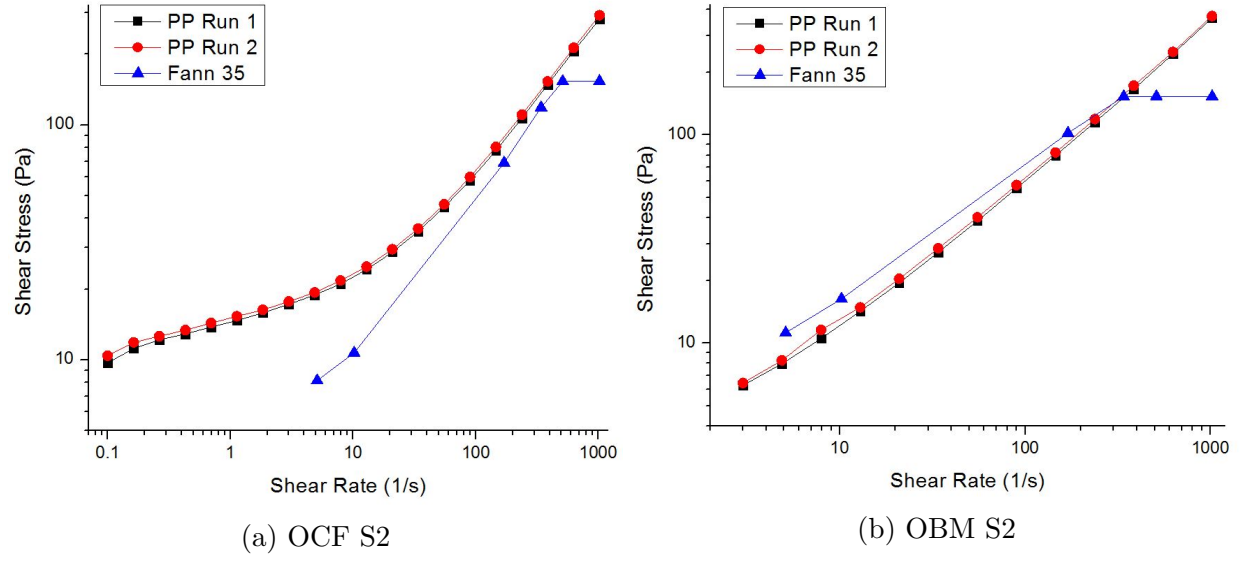 PP Run 1
PP Run 2
Fann 35
100
10
Shear Stress (Pa)
0.1 1 10 100 1000
Shear Rate (1/s)
(a) OCF S2
PP Run 1
PP Run 2
Fann 35
100
10
Shear Stress (Pa)
10 100 1000
Shear Rate (1/s)
(b) OBM S2